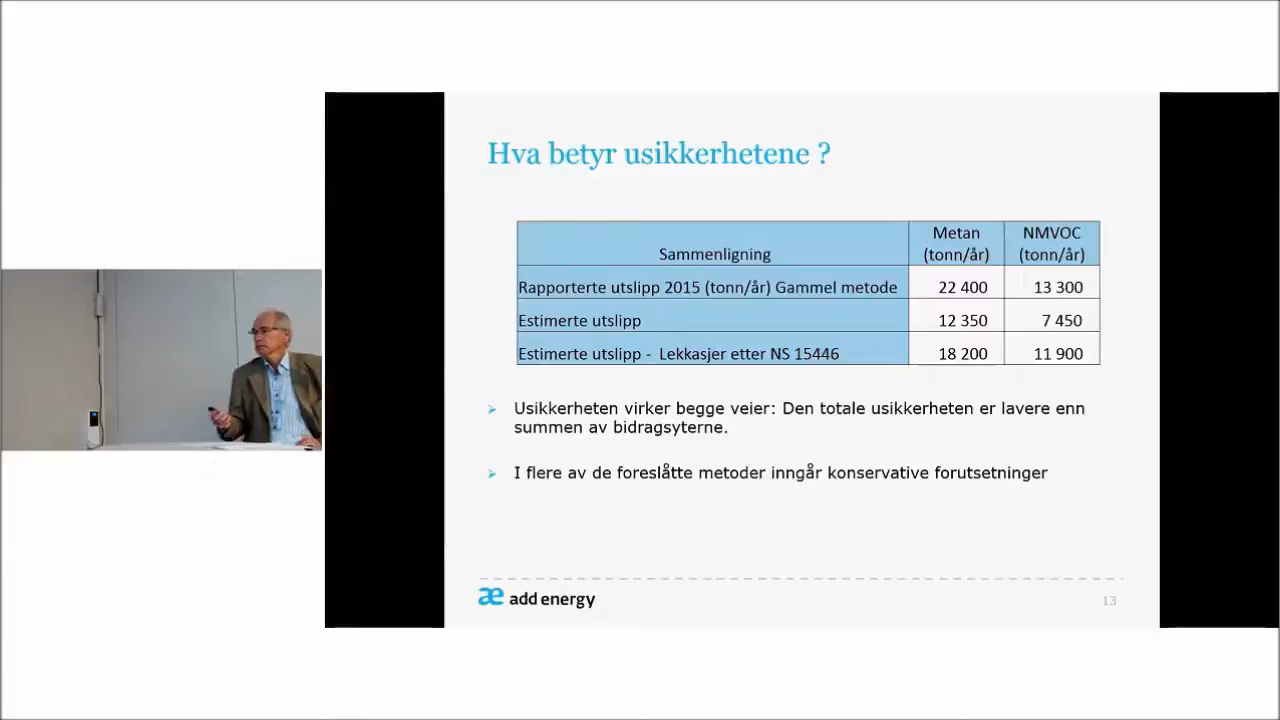 Hva betyr usikkerhetene ?
Sammenligning
Metan
(tonn/år)
NMVOC
(tonn/år)
Rapporterte utslipp 2015 (tonn/år) Gammel metode 22 400 13 300
Estimerte utslipp 12 350 7 450
Estimerte utslipp - Lekkasjer etter NS 15446 18 200 11 900
Usikkerheten virker begge veier: Den totale usikkerheten er lavere enn
summen av bidragsyterne.
I flere av de foreslåtte metoder inngår konservative forutsetninger
æ add energy
13